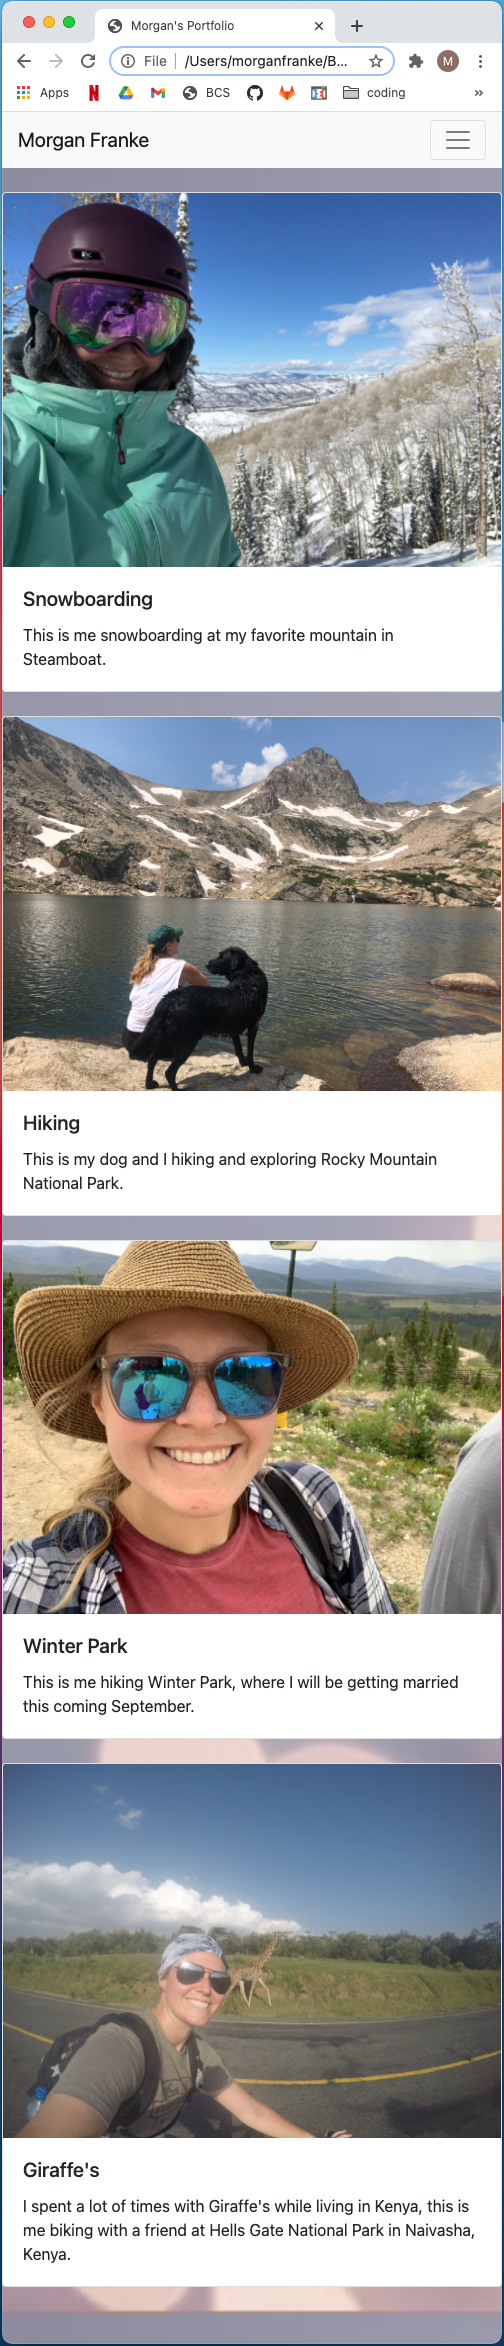 Morgan's Portfolio
File /Users/morganfranke/B...
M
Apps
BCS
coding
Morgan Franke
Snowboarding
This is me snowboarding at my favorite mountain in
Steamboat.
Hiking
This is my dog and I hiking and exploring Rocky Mountain
National Park.
Winter Park
This is me hiking Winter Park, where I will be getting married
this coming September.
Giraffe's
I spent a lot of times with Giraffe's while living in Kenya, this is
me biking with a friend at Hells Gate National Park in Naivasha,
Kenya.